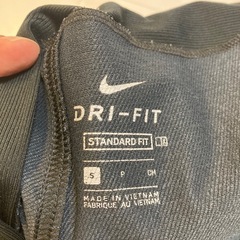 DRI-FIT
STANDARD FIT
S P CH
MADE IN VIETNAM
FABRIQUÉ AU VIETNAM